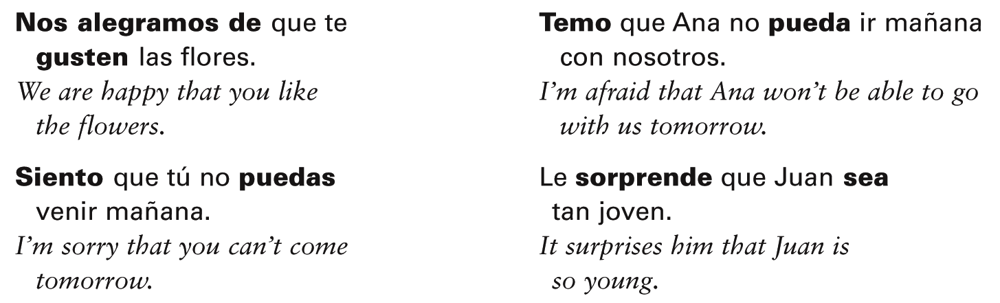 Nos alegramos de que te
gusten las flores.
We are happy that you like
the flowers.
Siento que tú no puedas
venir mañana.
I'm sorry that you can't come
tomorrow.
Temo que Ana no pueda ir mañana
con nosotros.
I'm afraid that Ana won't be able to go
with us tomorrow.
Le sorprende que Juan sea
tan joven.
It surprises him that Juan is
so young.